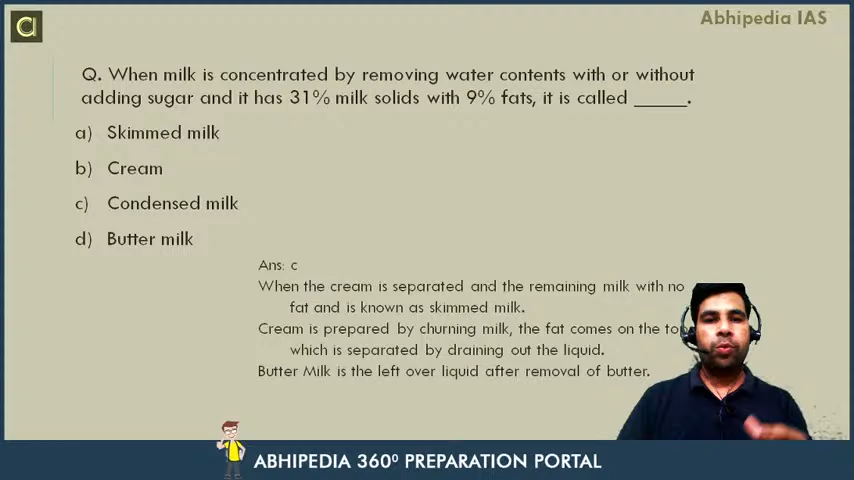 a
Abhipedia IAS
Q. When milk is concentrated by removing water contents with or without
adding sugar and it has 31% milk solids with 9% fats, it is called _____.
a) Skimmed milk
b) Cream
c) Condensed milk
d) Butter milk
Ans: c
When the cream is separated and the remaining milk with no
fat and is known as skimmed milk.
Cream is prepared by churning milk, the fat comes on the top
which is separated by draining out the liquid.
Butter Milk is the left over liquid after removal of butter.
ABHIPEDIA 360⁰ PREPARATION PORTAL